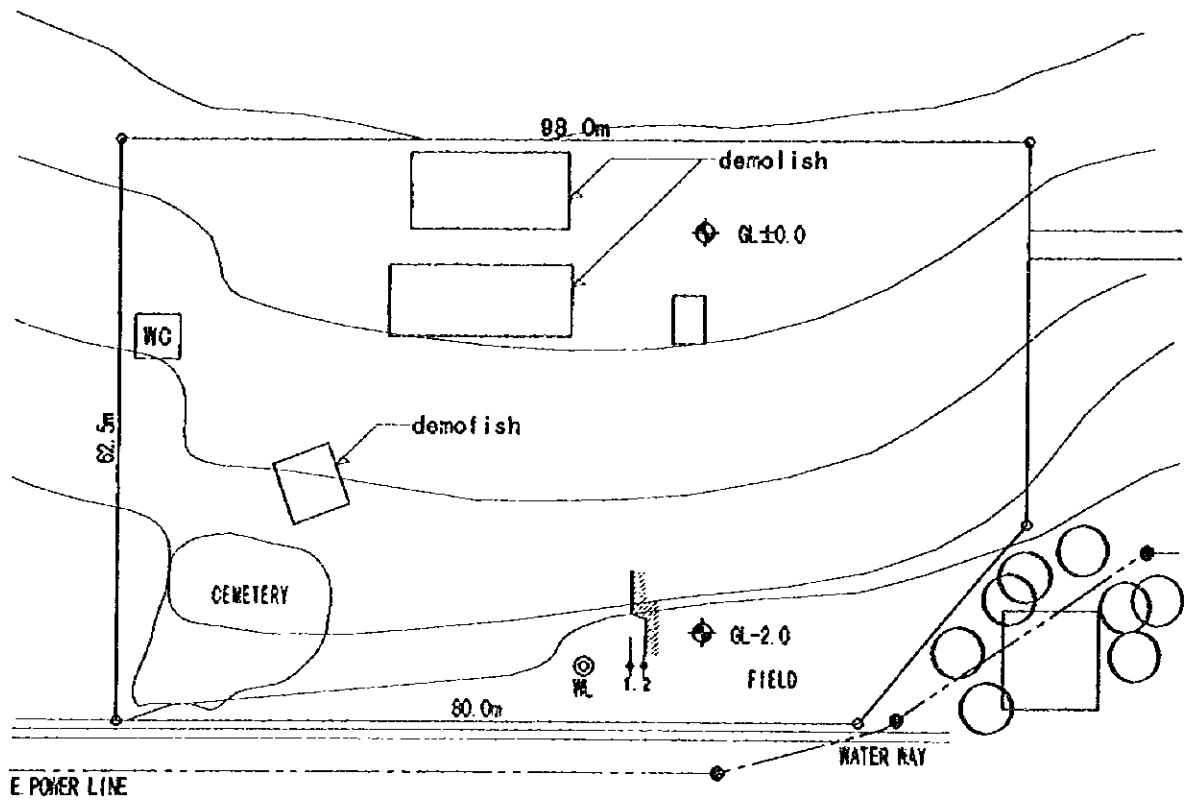 98.0m
demolish
GL±0.0
WC
62.5m
demolish
CEMETERY
GL-2.0
WL
1.2
FIELD
80.0m
WATER WAY
E. POWER LINE